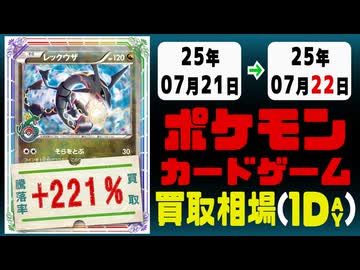 レックウザ HP120
そらをとぶ 30
騰落率 +221% 買取
25年
07月21日
25年
07月22日
ポケモン
カードゲーム
買取相場(1D)